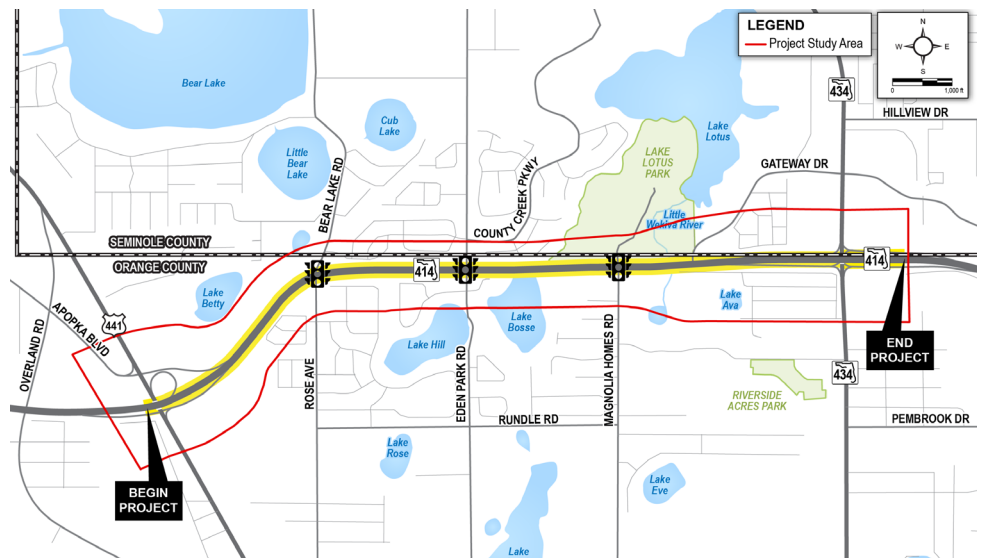 LEGEND
Project Study Area
N
W E
S
0 1,000 ft
Bear Lake
434
HILLVIEW DR
Cub
Lake
Lake
Lotus
Little
Bear
Lake
LAKE
LOTUS
PARK
GATEWAY DR
BEAR LAKE RD
COUNTY CREEK PKWY
Little
Wekiva River
SEMINOLE COUNTY
ORANGE COUNTY
414
414
Lake
Betty
Lake
Ava
441
APOPKA BLVD
OVERLAND RD
Lake
Bosse
Lake Hill
END
PROJECT
ROSE AVE
EDEN PARK RD
MAGNOLIA HOMES RD
434
RIVERSIDE
ACRES PARK
RUNDLE RD
PEMBROOK DR
Lake
Rose
Lake
Eve
BEGIN
PROJECT
Lake